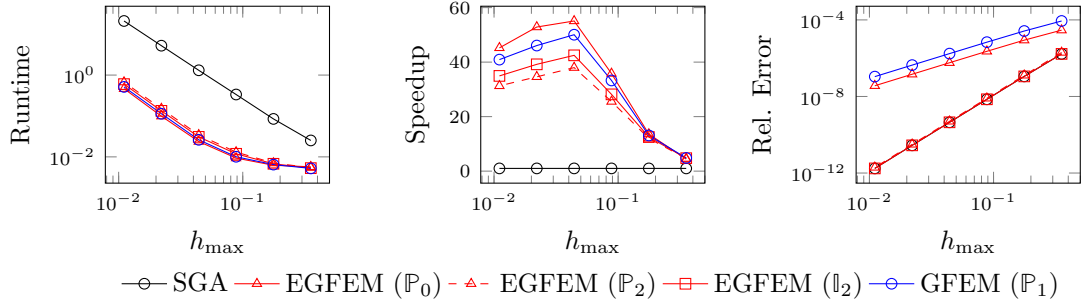 Runtime
10⁰
10⁻²
10⁻² 10⁻¹
h_max
Speedup
60
40
20
0
10⁻² 10⁻¹
h_max
Rel. Error
10⁻⁴
10⁻⁸
10⁻¹²
10⁻² 10⁻¹
h_max
SGA EGFEM (ℙ₀) EGFEM (ℙ₂) EGFEM (𝕀₂) GFEM (ℙ₁)